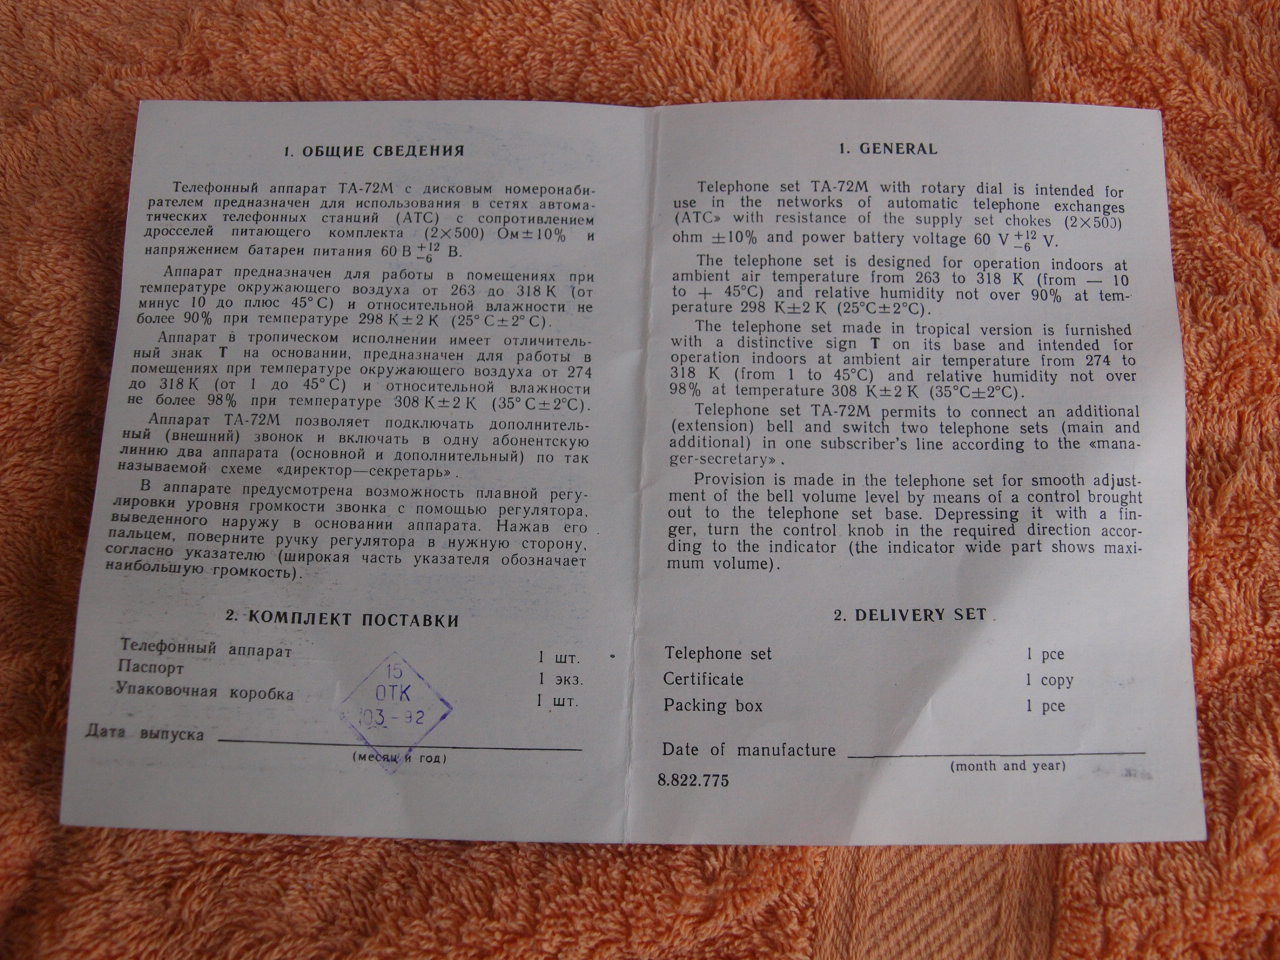 1. ОБЩИЕ СВЕДЕНИЯ
Телефонный аппарат ТА-72М с дисковым номеронаби-
рателем предназначен для использования в сетях автома-
тических телефонных станций (АТС) с сопротивлением
дросселей питающего комплекта (2×500) Ом±10% и
напряжением батареи питания 60 В +12 −6 В.
Аппарат предназначен для работы в помещениях при
температуре окружающего воздуха от 263 до 318 К (от
минус 10 до плюс 45°С) и относительной влажности не
более 90% при температуре 298 К±2 К (25°С±2°С).
Аппарат в тропическом исполнении имеет отличитель-
ный знак Т на основании, предназначен для работы в
помещениях при температуре окружающего воздуха от 274
до 318 К (от 1 до 45°С) и относительной влажности
не более 98% при температуре 308 К±2 К (35°С±2°С).
Аппарат ТА-72М позволяет подключать дополнитель-
ный (внешний) звонок и включать в одну абонентскую
линию два аппарата (основной и дополнительный) по так
называемой схеме «директор—секретарь».
В аппарате предусмотрена возможность плавной регу-
лировки уровня громкости звонка с помощью регулятора,
выведенного наружу в основании аппарата. Нажав его
пальцем, поверните ручку регулятора в нужную сторону,
согласно указателю (широкая часть указателя обозначает
наибольшую громкость).
2. КОМПЛЕКТ ПОСТАВКИ
Телефонный аппарат 1 шт.
Паспорт 1 экз.
Упаковочная коробка 1 шт.
15
ОТК
03-92
Дата выпуска
(месяц и год)
1. GENERAL
Telephone set TA-72M with rotary dial is intended for
use in the networks of automatic telephone exchanges
(ATC» with resistance of the supply set chokes (2×500)
ohm ±10% and power battery voltage 60 V +12 −6 V.
The telephone set is designed for operation indoors at
ambient air temperature from 263 to 318 K (from — 10
to + 45°C) and relative humidity not over 90% at tem-
perature 298 K±2 K (25°C±2°C).
The telephone set made in tropical version is furnished
with a distinctive sign T on its base and intended for
operation indoors at ambient air temperature from 274 to
318 K (from 1 to 45°C) and relative humidity not over
98% at temperature 308 K±2 K (35°C±2°C).
Telephone set TA-72M permits to connect an additional
(extension) bell and switch two telephone sets (main and
additional) in one subscriber's line according to the «mana-
ger-secretary».
Provision is made in the telephone set for smooth adjust-
ment of the bell volume level by means of a control brought
out to the telephone set base. Depressing it with a fin-
ger, turn the control knob in the required direction accor-
ding to the indicator (the indicator wide part shows maxi-
mum volume).
2. DELIVERY SET
Telephone set 1 pce
Certificate 1 copy
Packing box 1 pce
Date of manufacture
(month and year)
8.822.775